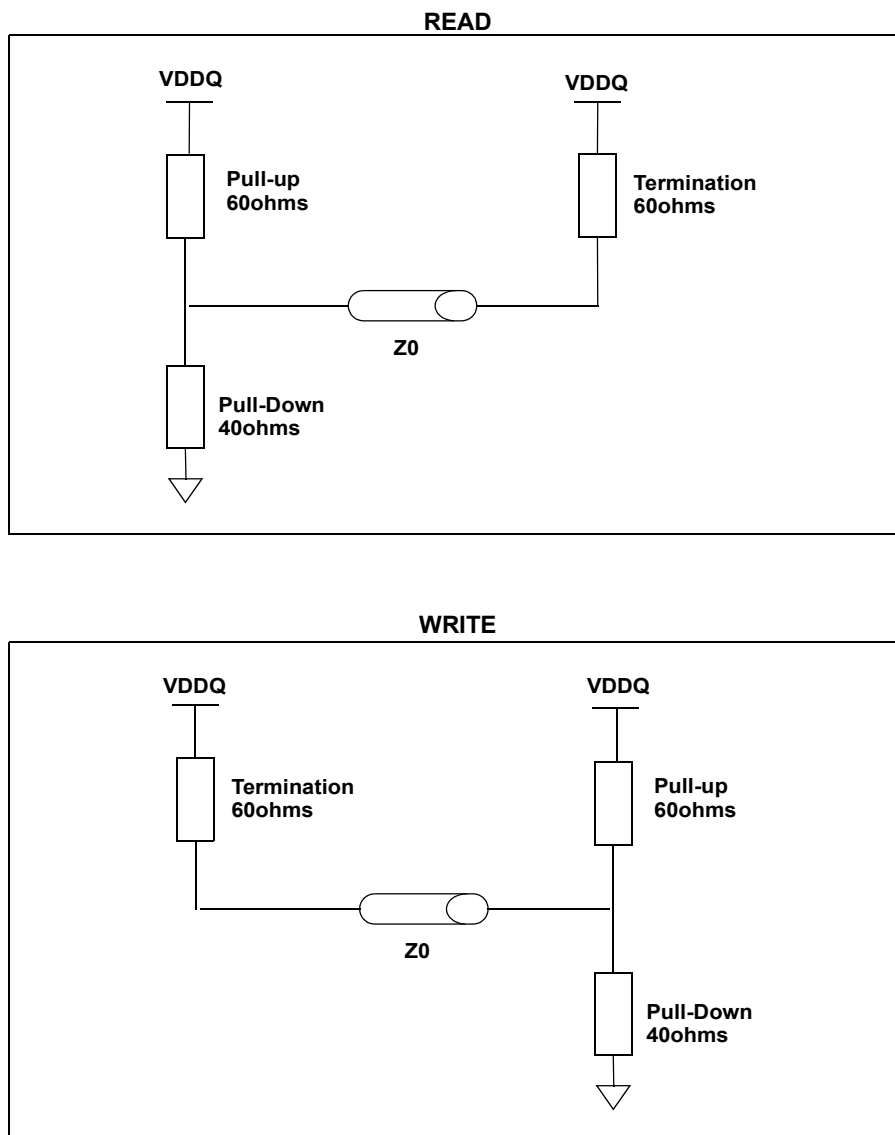 READ
VDDQ
VDDQ
Pull-up
60ohms
Termination
60ohms
Z0
Pull-Down
40ohms
WRITE
VDDQ
VDDQ
Termination
60ohms
Pull-up
60ohms
Z0
Pull-Down
40ohms